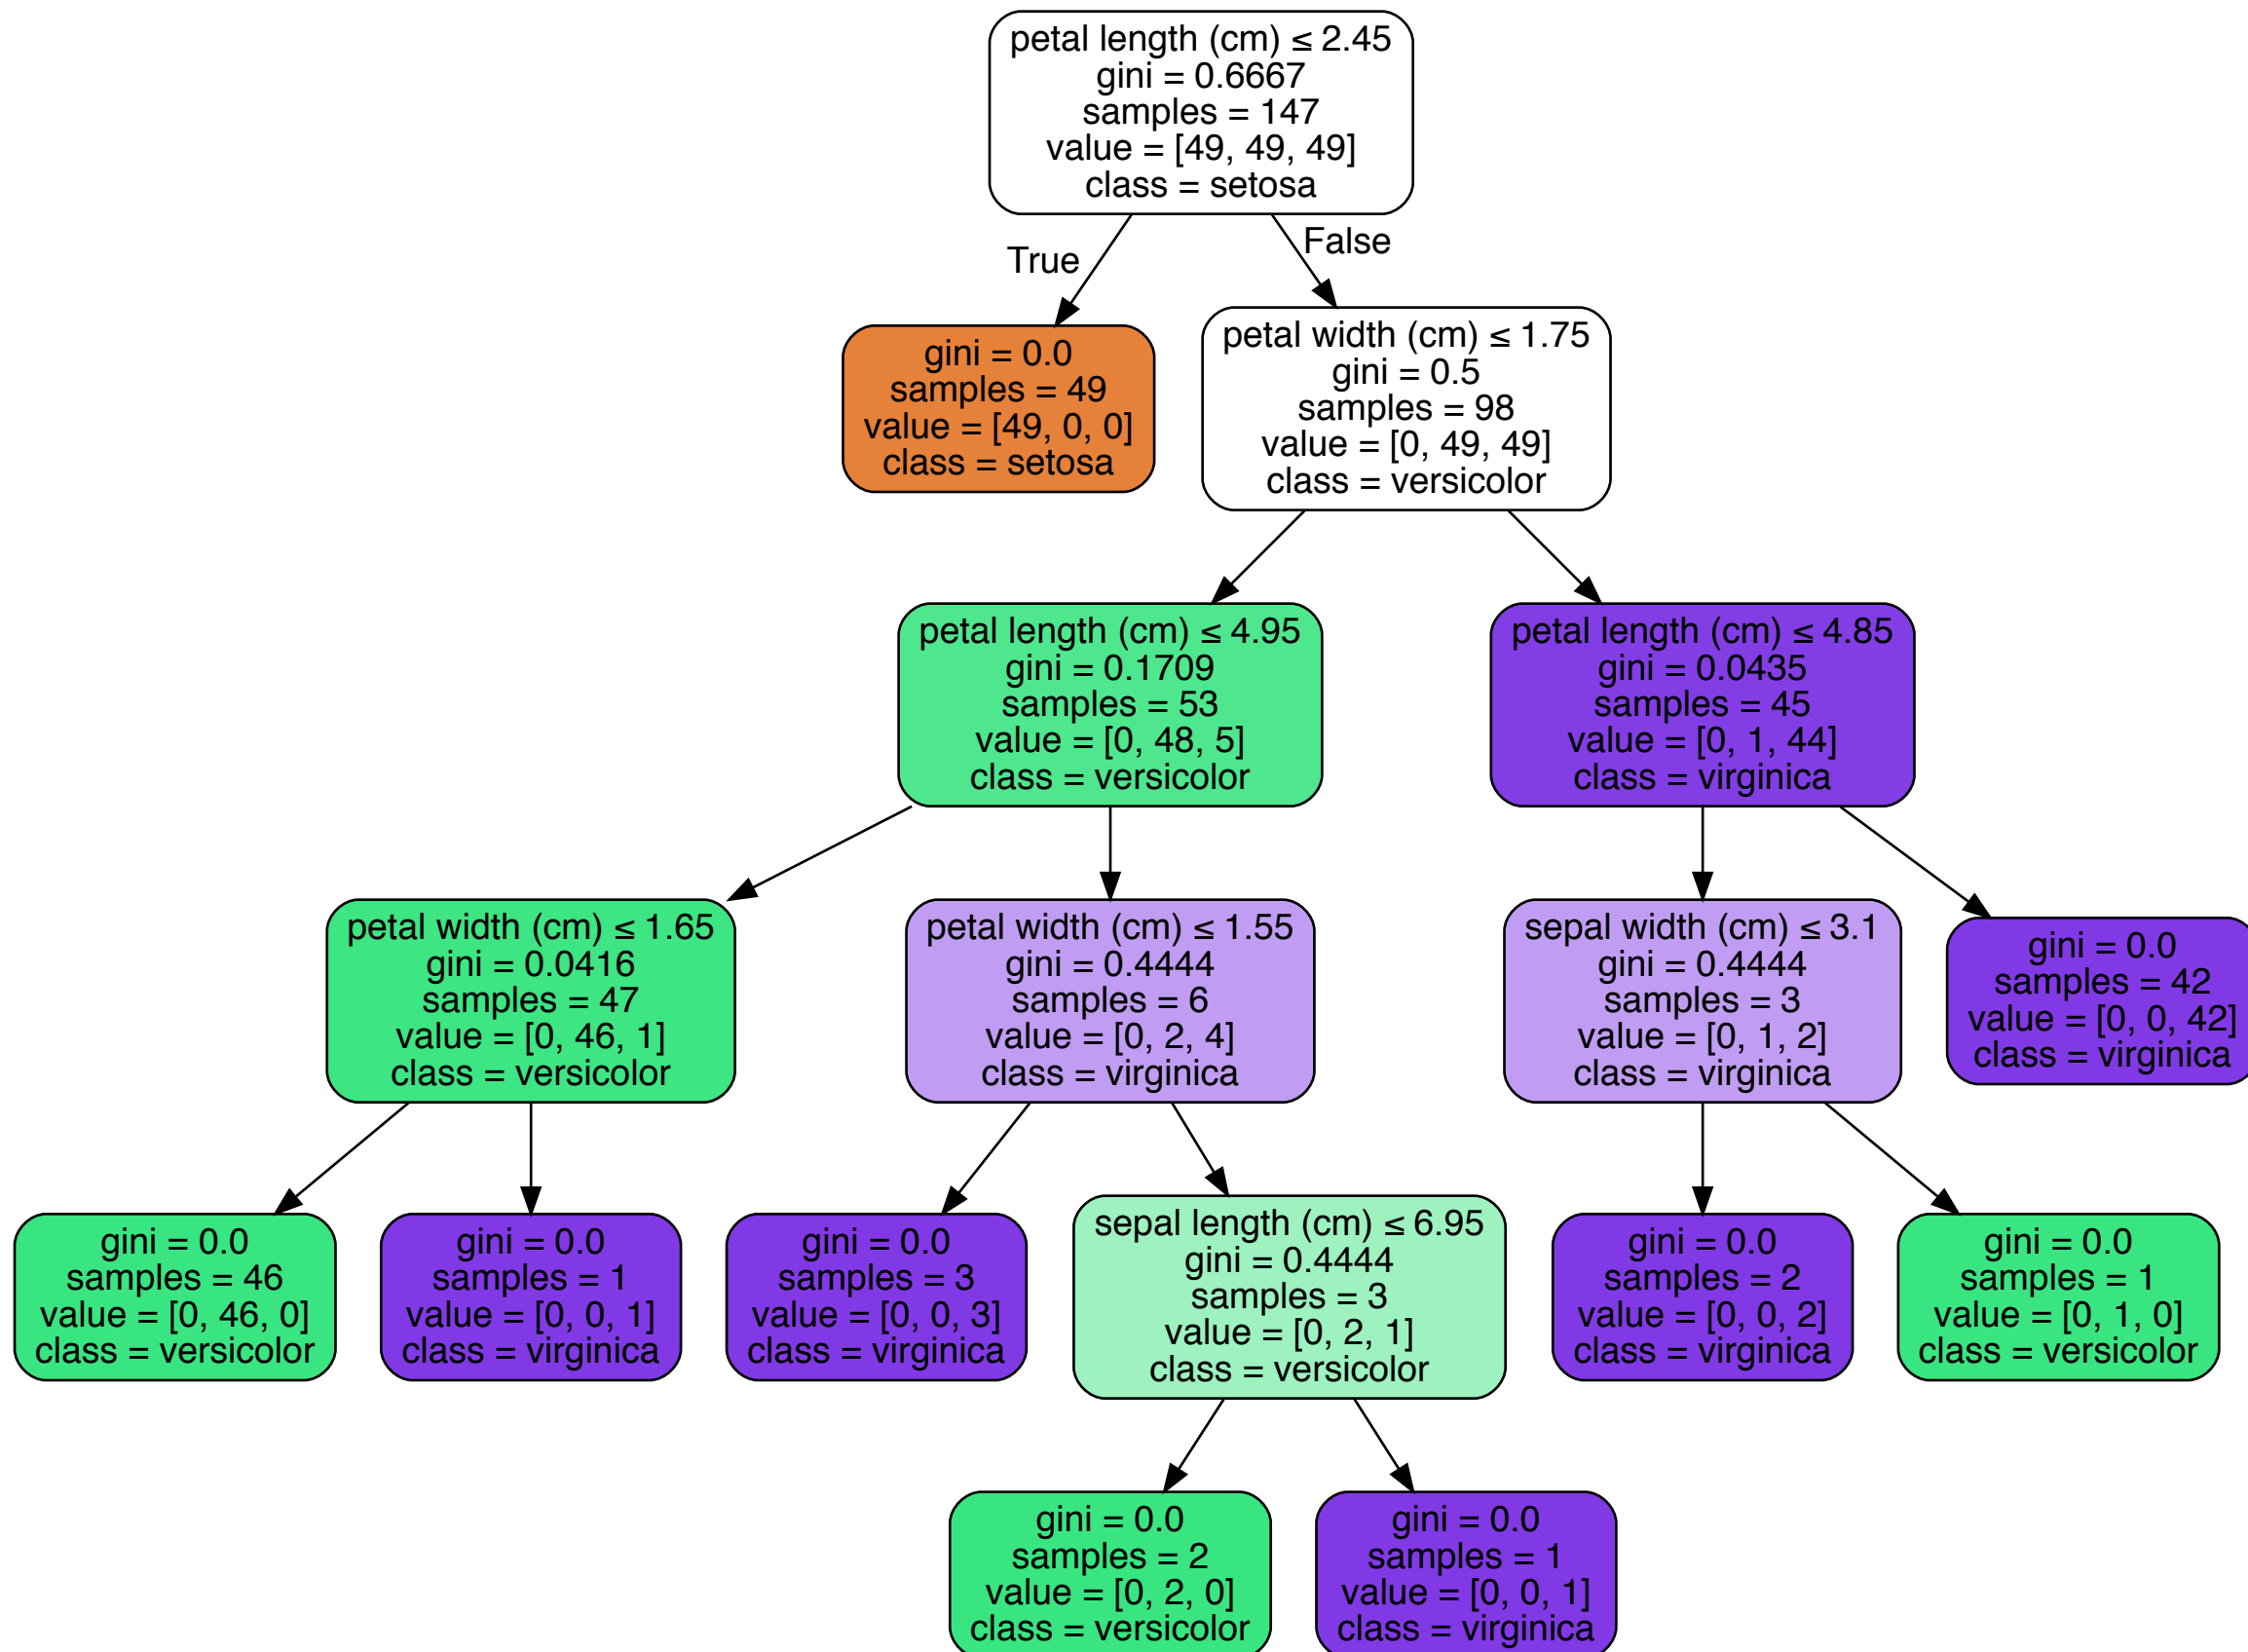 petal length (cm) ≤ 2.45
gini = 0.6667
samples = 147
value = [49, 49, 49]
class = setosa
True
False
gini = 0.0
samples = 49
value = [49, 0, 0]
class = setosa
petal width (cm) ≤ 1.75
gini = 0.5
samples = 98
value = [0, 49, 49]
class = versicolor
petal length (cm) ≤ 4.95
gini = 0.1709
samples = 53
value = [0, 48, 5]
class = versicolor
petal length (cm) ≤ 4.85
gini = 0.0435
samples = 45
value = [0, 1, 44]
class = virginica
petal width (cm) ≤ 1.65
gini = 0.0416
samples = 47
value = [0, 46, 1]
class = versicolor
petal width (cm) ≤ 1.55
gini = 0.4444
samples = 6
value = [0, 2, 4]
class = virginica
sepal width (cm) ≤ 3.1
gini = 0.4444
samples = 3
value = [0, 1, 2]
class = virginica
gini = 0.0
samples = 42
value = [0, 0, 42]
class = virginica
gini = 0.0
samples = 46
value = [0, 46, 0]
class = versicolor
gini = 0.0
samples = 1
value = [0, 0, 1]
class = virginica
gini = 0.0
samples = 3
value = [0, 0, 3]
class = virginica
sepal length (cm) ≤ 6.95
gini = 0.4444
samples = 3
value = [0, 2, 1]
class = versicolor
gini = 0.0
samples = 2
value = [0, 0, 2]
class = virginica
gini = 0.0
samples = 1
value = [0, 1, 0]
class = versicolor
gini = 0.0
samples = 2
value = [0, 2, 0]
class = versicolor
gini = 0.0
samples = 1
value = [0, 0, 1]
class = virginica